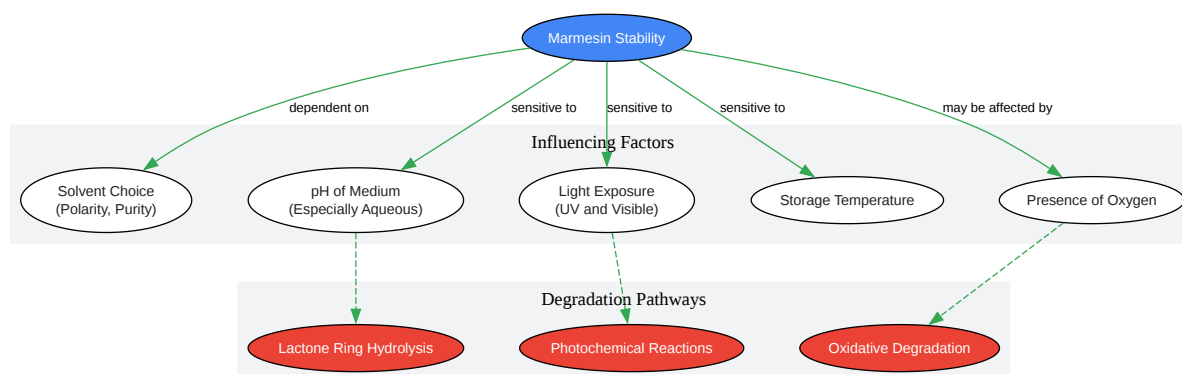 Marmesin Stability
dependent on
sensitive to
sensitive to
sensitive to
may be affected by
Influencing Factors
Solvent Choice
(Polarity, Purity)
pH of Medium
(Especially Aqueous)
Light Exposure
(UV and Visible)
Storage Temperature
Presence of Oxygen
Degradation Pathways
Lactone Ring Hydrolysis
Photochemical Reactions
Oxidative Degradation